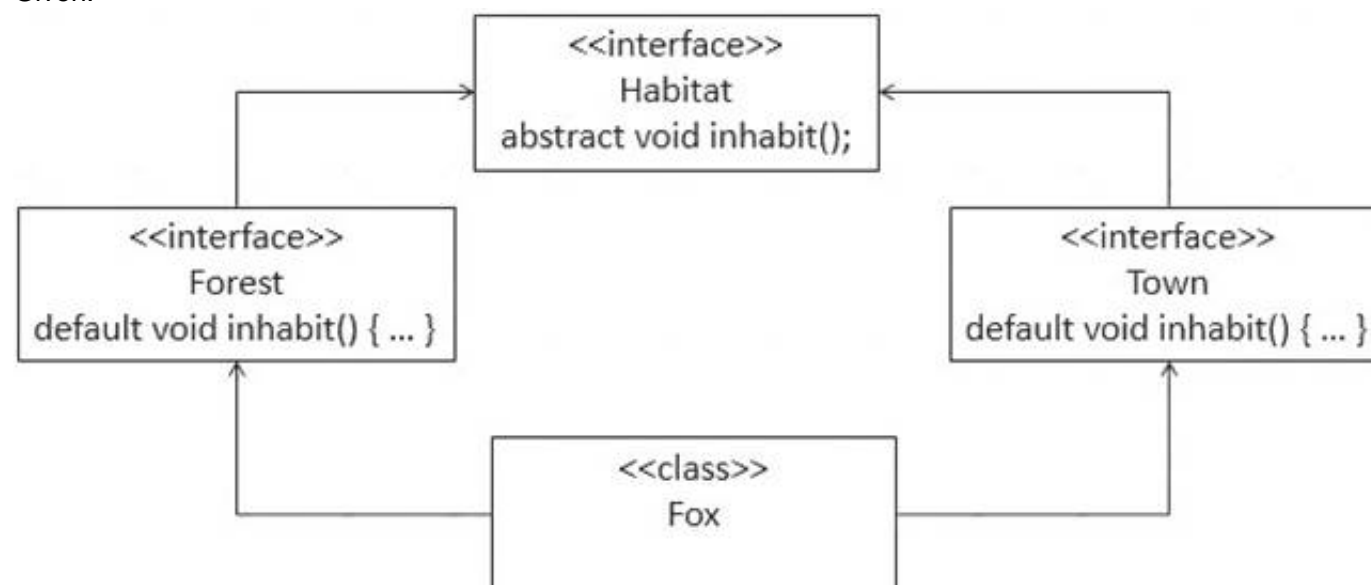 <<interface>>
Habitat
abstract void inhabit();
<<interface>>
Forest
default void inhabit() { ... }
<<interface>>
Town
default void inhabit() { ... }
<<class>>
Fox